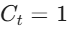 C_t = 1